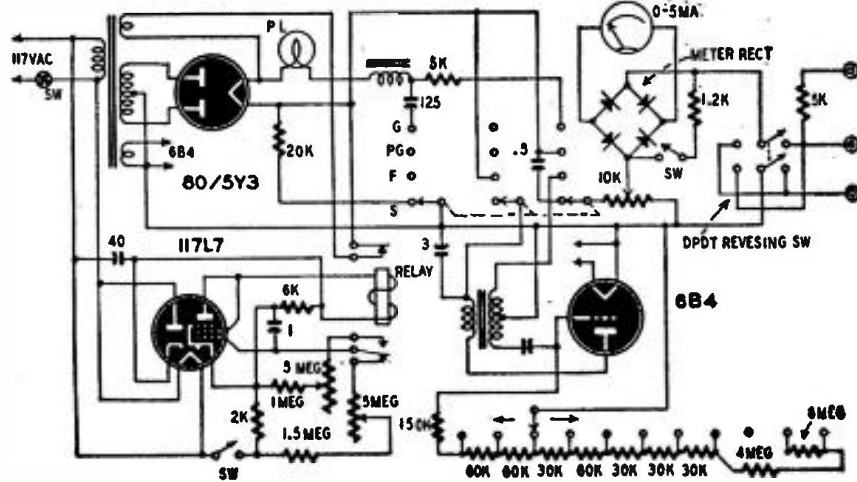 0-5MA.
PL
METER RECT
117VAC
SW
5K
125
1.2K
5K
G
PG
F
S
.5
20K
6B4
80/5Y3
10K
SW
DPDT REVESING SW
40
117L7
3
RELAY
6K
1
6B4
.5 MEG
1MEG
5MEG
2K
1.5MEG
SW
150K
60K 60K 30K 60K 30K 30K 30K
4MEG
8MEG